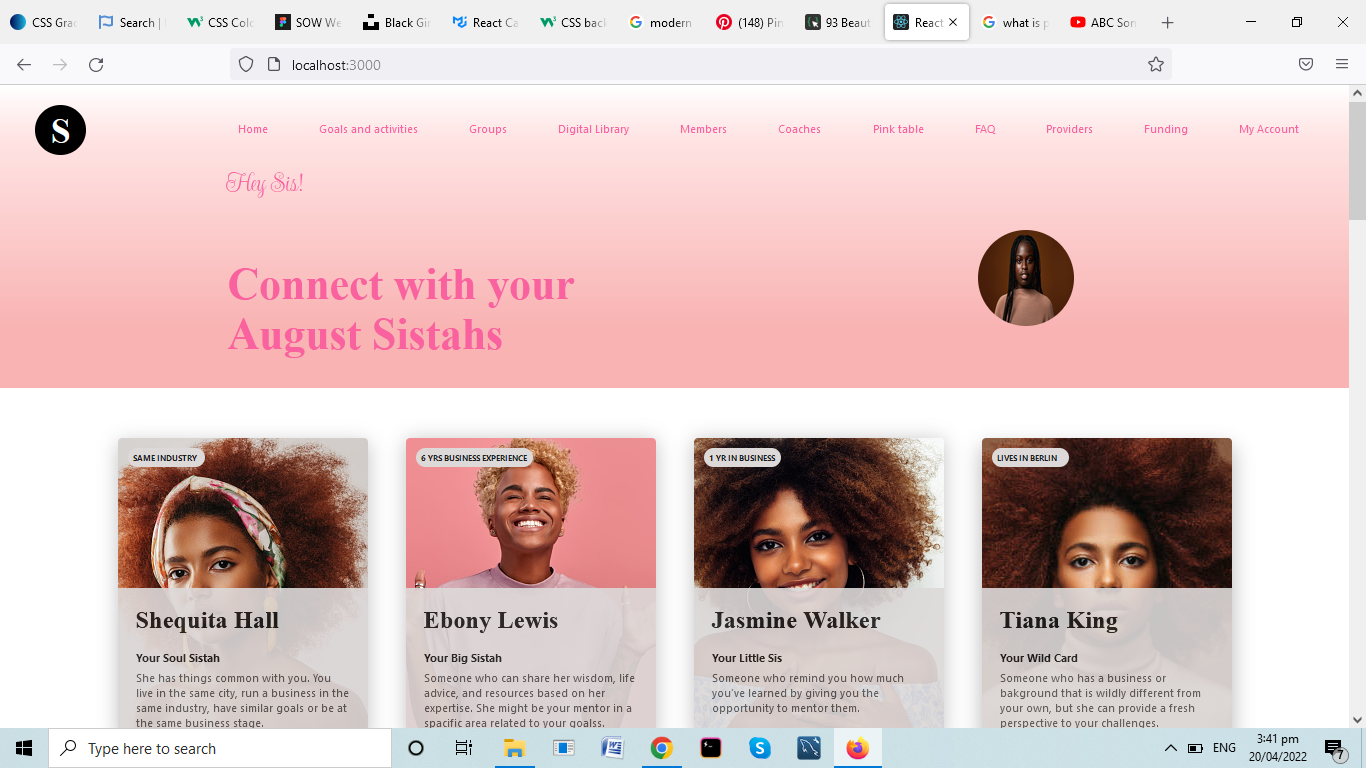 CSS Grad
Search |
CSS Colo
SOW We
Black Gir
React Ca
CSS back
modern
(148) Pin
93 Beaut
React
what is p
ABC Son
localhost:3000
S
Home
Goals and activities
Groups
Digital Library
Members
Coaches
Pink table
FAQ
Providers
Funding
My Account
Hey Sis!
Connect with your
August Sistahs
SAME INDUSTRY
Shequita Hall
Your Soul Sistah
She has things common with you. You
live in the same city, run a business in the
same industry, have similar goals or be at
the same business stage.
6 YRS BUSINESS EXPERIENCE
Ebony Lewis
Your Big Sistah
Someone who can share her wisdom, life
advice, and resources based on her
expertise. She might be your mentor in a
spacific area related to your goalss.
1 YR IN BUSINESS
Jasmine Walker
Your Little Sis
Someone who remind you how much
you've learned by giving you the
opportunity to mentor them.
LIVES IN BERLIN
Tiana King
Your Wild Card
Someone who has a business or
bakground that is wildly different from
your own, but she can provide a fresh
perspective to your challenges.
Type here to search
ENG
3:41 pm
20/04/2022
7